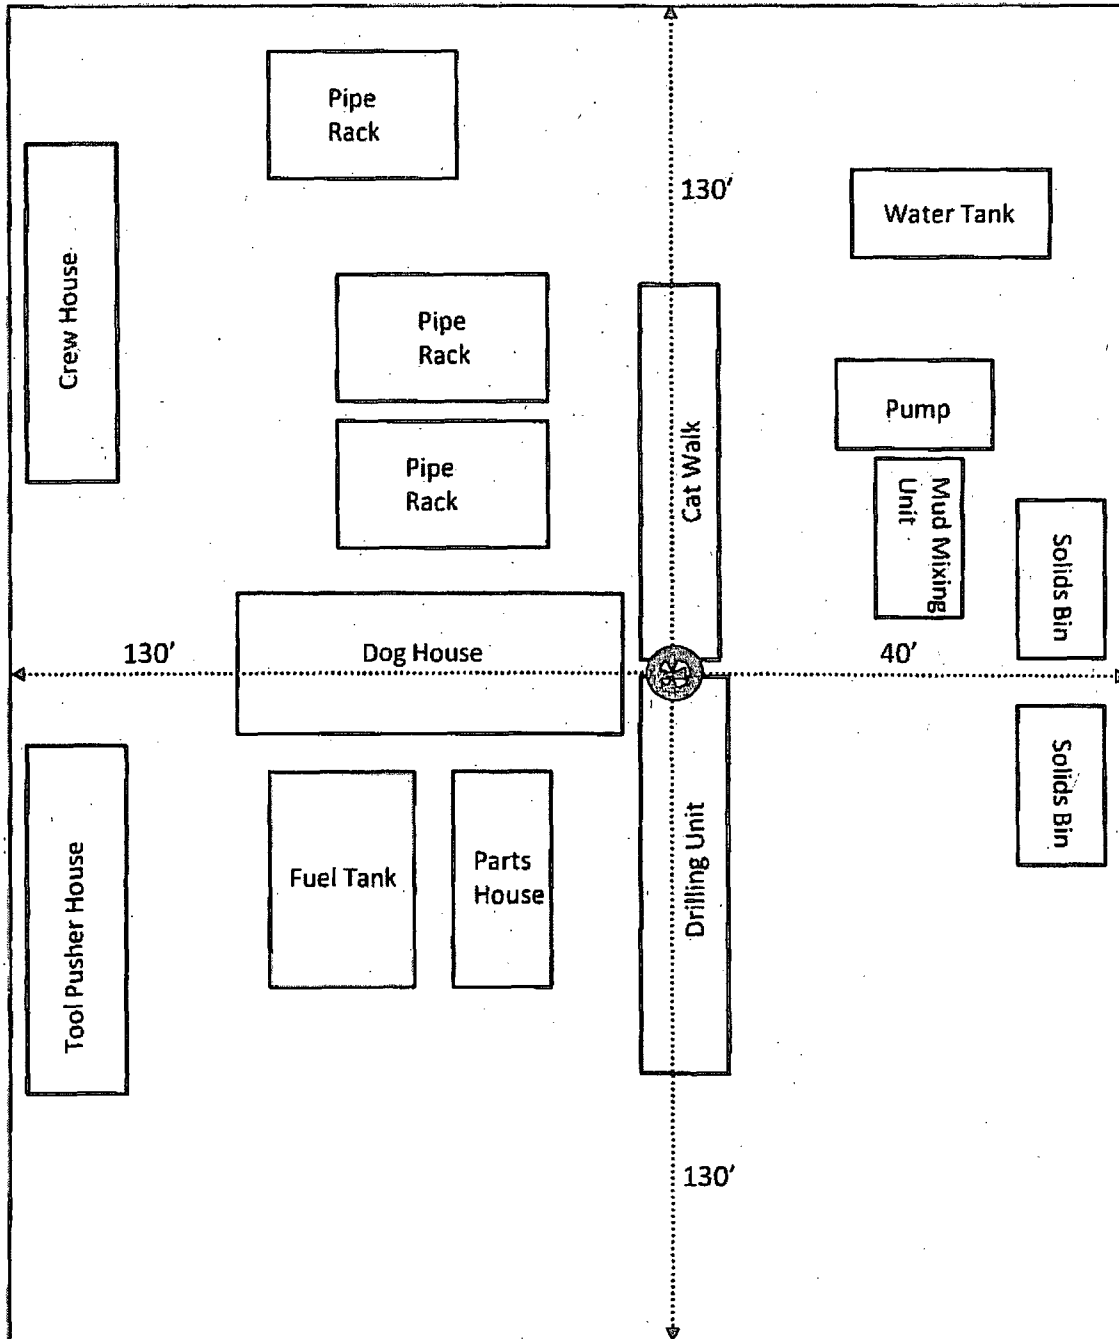 Pipe
Rack
130'
Water Tank
Crew House
Pipe
Rack
Pump
Pipe
Rack
Cat Walk
Mud Mixing
Unit
Solids Bin
130'
Dog House
40'
Solids Bin
Tool Pusher House
Fuel Tank
Parts
House
Drilling Unit
130'